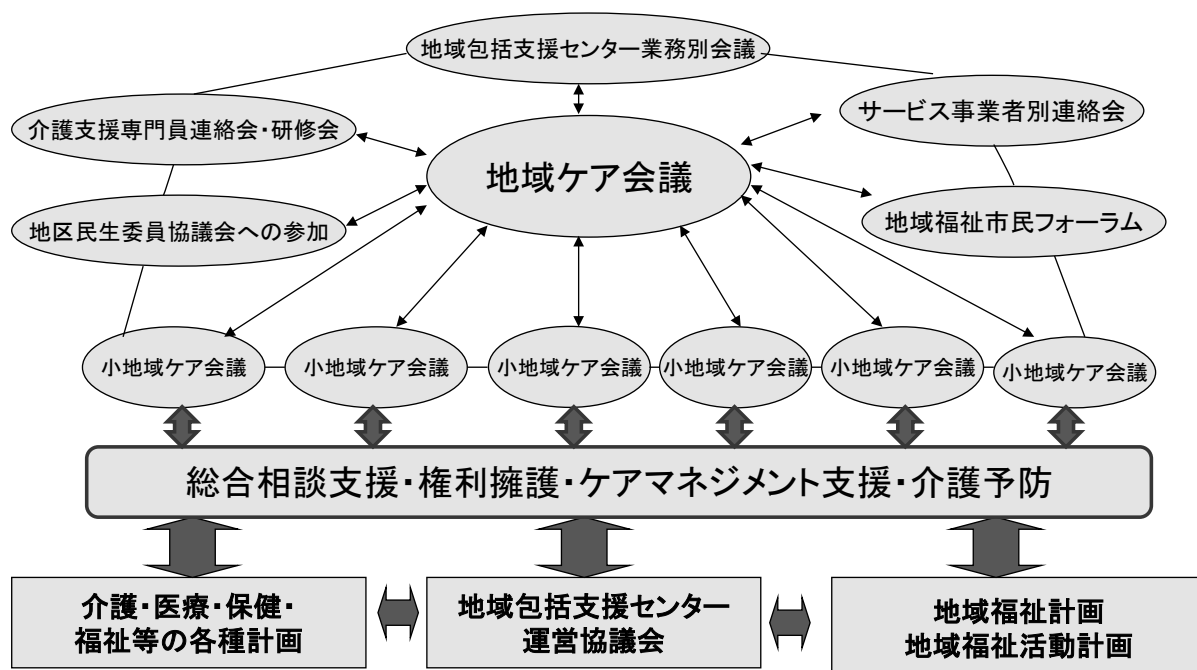 地域包括支援センター業務別会議
介護支援専門員連絡会・研修会
サービス事業者別連絡会
地域ケア会議
地区民生委員協議会への参加
地域福祉市民フォーラム
小地域ケア会議
小地域ケア会議
小地域ケア会議
小地域ケア会議
小地域ケア会議
小地域ケア会議
総合相談支援・権利擁護・ケアマネジメント支援・介護予防
介護・医療・保健・
福祉等の各種計画
地域包括支援センター
運営協議会
地域福祉計画
地域福祉活動計画